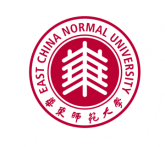 EAST CHINA NORMAL UNIVERSITY
華東師範大學